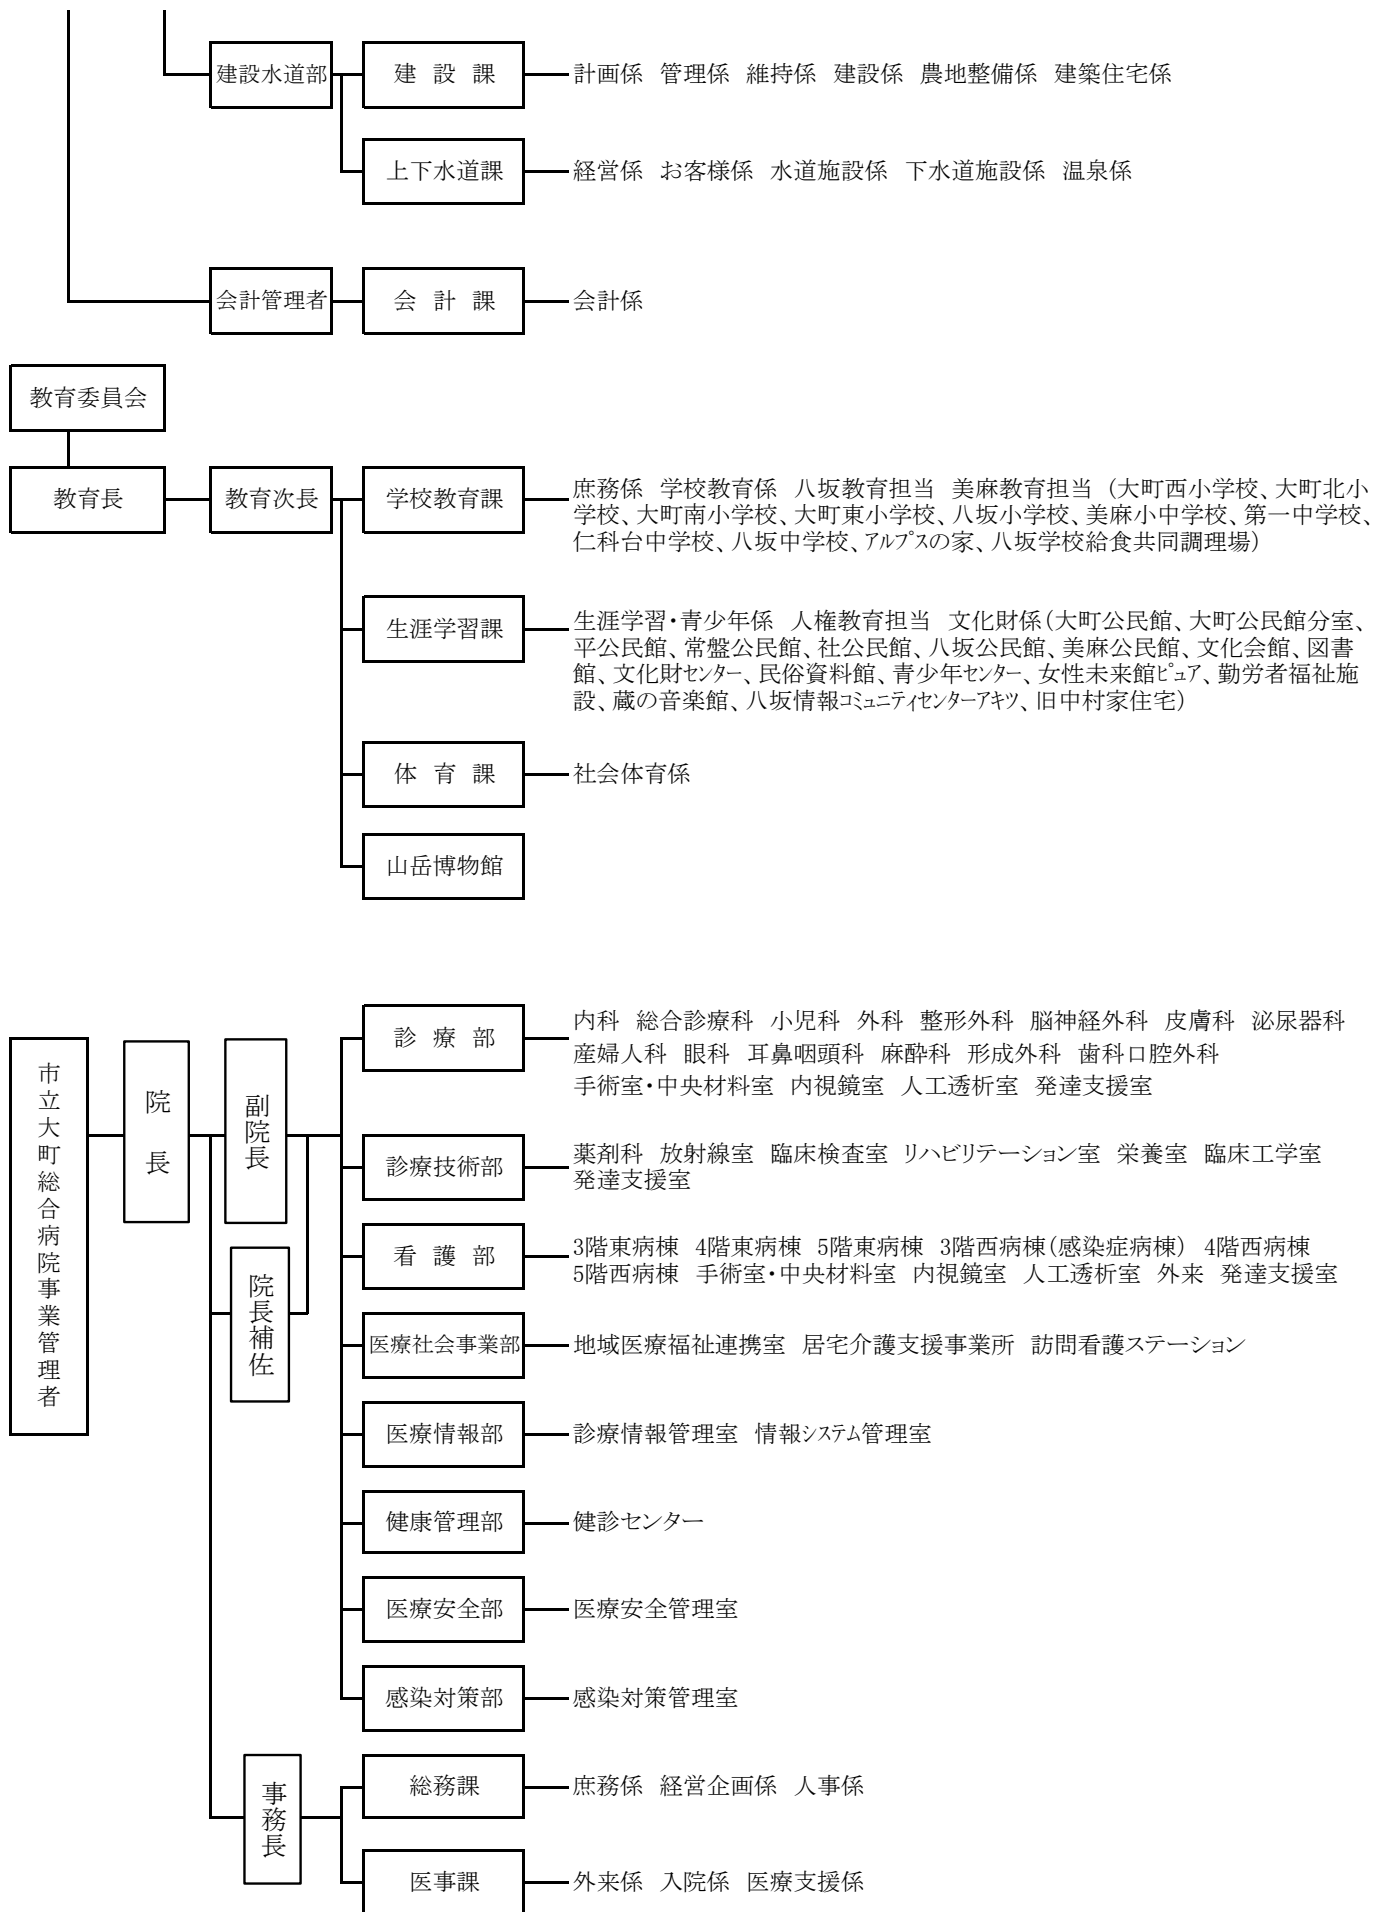 建設水道部 建設課 計画係 管理係 維持係 建設係 農地整備係 建築住宅係
上下水道課 経営係 お客様係 水道施設係 下水道施設係 温泉係
会計管理者 会計課 会計係
教育委員会
教育長 教育次長 学校教育課 庶務係 学校教育係 八坂教育担当 美麻教育担当 (大町西小学校、大町北小
学校、大町南小学校、大町東小学校、八坂小学校、美麻小中学校、第一中学校、
仁科台中学校、八坂中学校、アルプスの家、八坂学校給食共同調理場)
生涯学習課 生涯学習・青少年係 人権教育担当 文化財係(大町公民館、大町公民館分室、
平公民館、常盤公民館、社公民館、八坂公民館、美麻公民館、文化会館、図書
館、文化財センター、民俗資料館、青少年センター、女性未来館ピュア、勤労者福祉施
設、蔵の音楽館、八坂情報コミュニティセンターアキツ、旧中村家住宅)
体育課 社会体育係
山岳博物館
市立大町総合病院事業管理者
院長
副院長
院長補佐
診療部 内科 総合診療科 小児科 外科 整形外科 脳神経外科 皮膚科 泌尿器科
産婦人科 眼科 耳鼻咽頭科 麻酔科 形成外科 歯科口腔外科
手術室・中央材料室 内視鏡室 人工透析室 発達支援室
診療技術部 薬剤科 放射線室 臨床検査室 リハビリテーション室 栄養室 臨床工学室
発達支援室
看護部 3階東病棟 4階東病棟 5階東病棟 3階西病棟(感染症病棟) 4階西病棟
5階西病棟 手術室・中央材料室 内視鏡室 人工透析室 外来 発達支援室
医療社会事業部 地域医療福祉連携室 居宅介護支援事業所 訪問看護ステーション
医療情報部 診療情報管理室 情報システム管理室
健康管理部 健診センター
医療安全部 医療安全管理室
感染対策部 感染対策管理室
事務長
総務課 庶務係 経営企画係 人事係
医事課 外来係 入院係 医療支援係